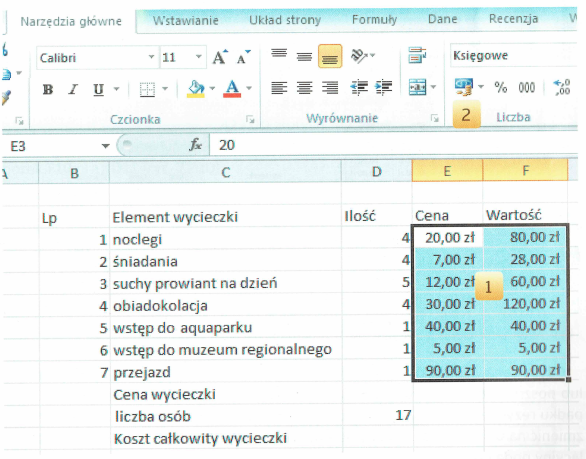 Narzędzia główne Wstawianie Układ strony Formuły Dane Recenzja
Calibri 11 A A Księgowe
B I U A % 000 ,0 ,00
Czcionka Wyrównanie 2 Liczba
E3 fx 20
A B C D E F
Lp Element wycieczki Ilość Cena Wartość
1 noclegi 4 20,00 zł 80,00 zł
2 śniadania 4 7,00 zł 28,00 zł
3 suchy prowiant na dzień 5 12,00 zł 1 60,00 zł
4 obiadokolacja 4 30,00 zł 120,00 zł
5 wstęp do aquaparku 1 40,00 zł 40,00 zł
6 wstęp do muzeum regionalnego 1 5,00 zł 5,00 zł
7 przejazd 1 90,00 zł 90,00 zł
Cena wycieczki
liczba osób 17
Koszt całkowity wycieczki